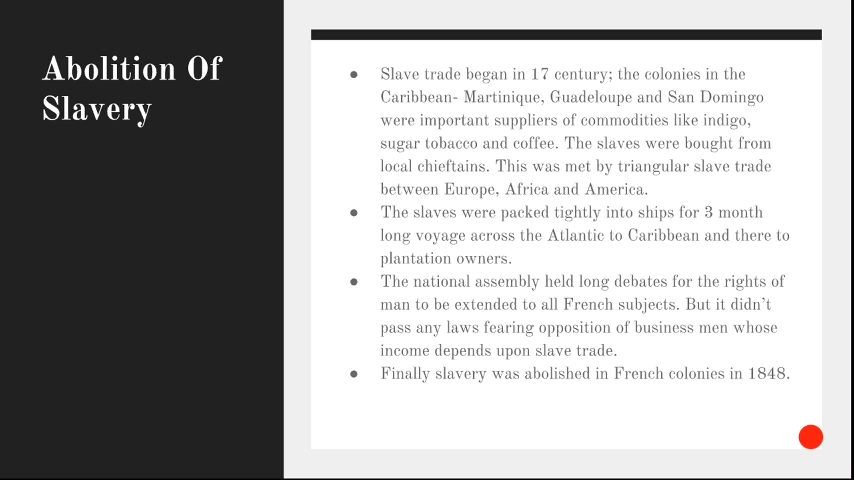 Abolition Of
Slavery
● Slave trade began in 17 century; the colonies in the
Caribbean- Martinique, Guadeloupe and San Domingo
were important suppliers of commodities like indigo,
sugar tobacco and coffee. The slaves were bought from
local chieftains. This was met by triangular slave trade
between Europe, Africa and America.
● The slaves were packed tightly into ships for 3 month
long voyage across the Atlantic to Caribbean and there to
plantation owners.
● The national assembly held long debates for the rights of
man to be extended to all French subjects. But it didn't
pass any laws fearing opposition of business men whose
income depends upon slave trade.
● Finally slavery was abolished in French colonies in 1848.